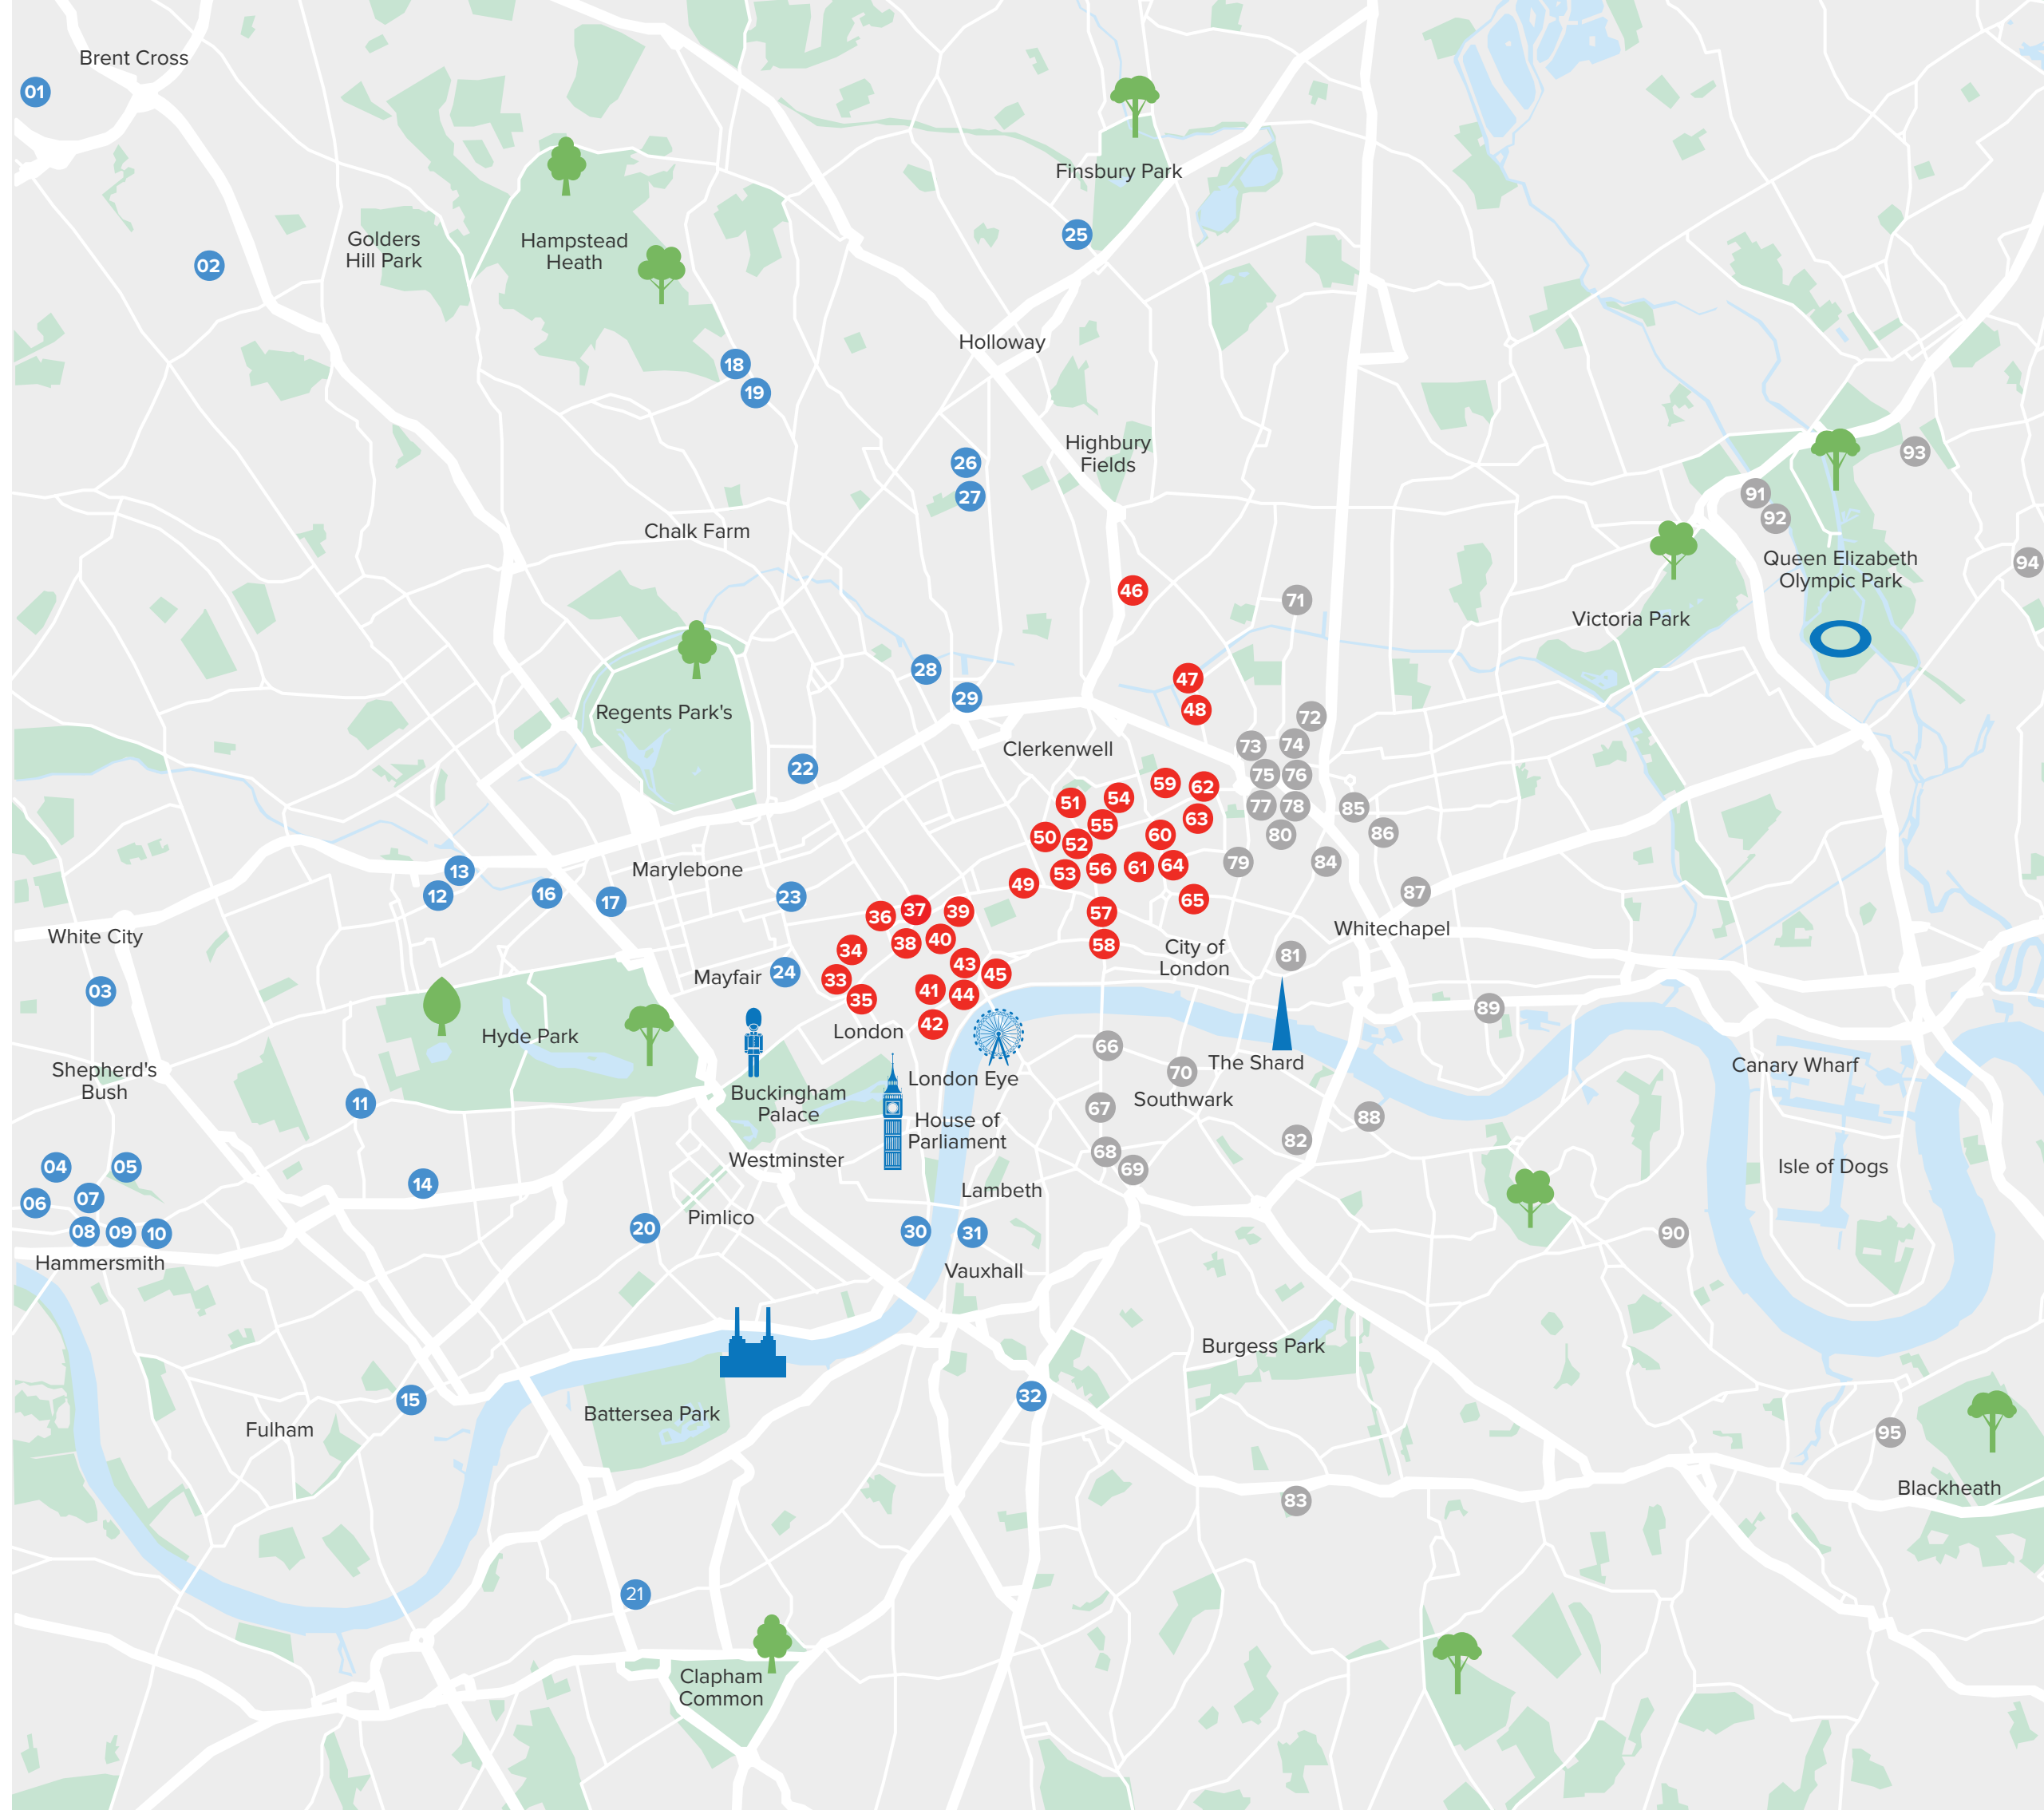 Brent Cross
01
Finsbury Park
Golders
Hill Park
Hampstead
Heath
25
02
Holloway
18
19
Highbury
Fields
26
27
93
91
92
Chalk Farm
Queen Elizabeth
Olympic Park
94
46
71
Victoria Park
28
47
29
48
Regents Park's
72
Clerkenwell
73
74
22
75
76
59
62
51
54
77
78
85
63
55
50
52
60
80
86
Marylebone
13
12
16
17
23
49
53
56
61
64
79
84
87
65
36
37
39
57
White City
34
38
40
58
City of
London
Whitechapel
81
Mayfair
24
33
43
45
03
35
41
44
89
Hyde Park
London
42
66
The Shard
Canary Wharf
Shepherd's
Bush
London Eye
70
11
Buckingham
Palace
67
Southwark
88
House of
Parliament
68
82
04
05
Westminster
69
Isle of Dogs
06
07
14
Lambeth
08
09
10
20
Pimlico
30
31
90
Hammersmith
Vauxhall
Burgess Park
15
32
Fulham
Battersea Park
95
Blackheath
83
21
Clapham
Common